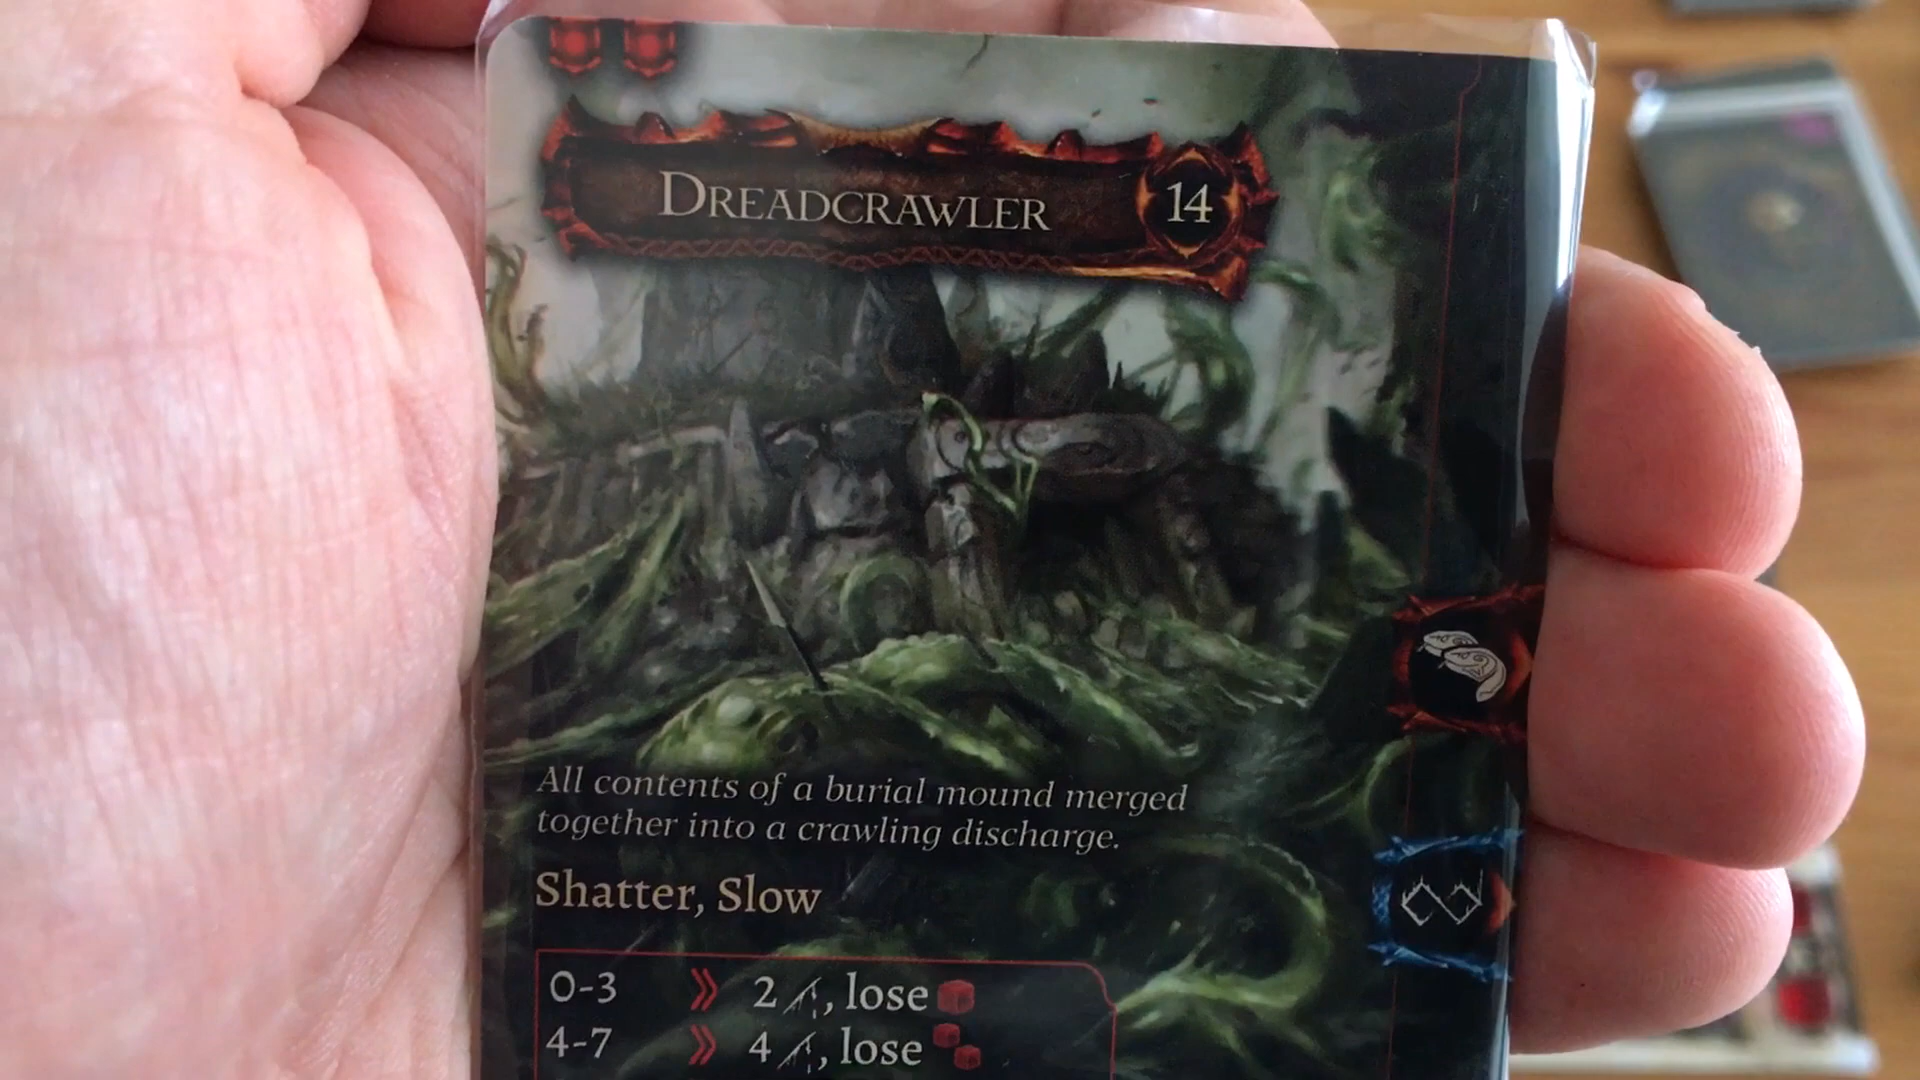 Dreadcrawler 14
All contents of a burial mound merged
together into a crawling discharge.
Shatter, Slow
0-3 » 2, lose
4-7 » 4, lose